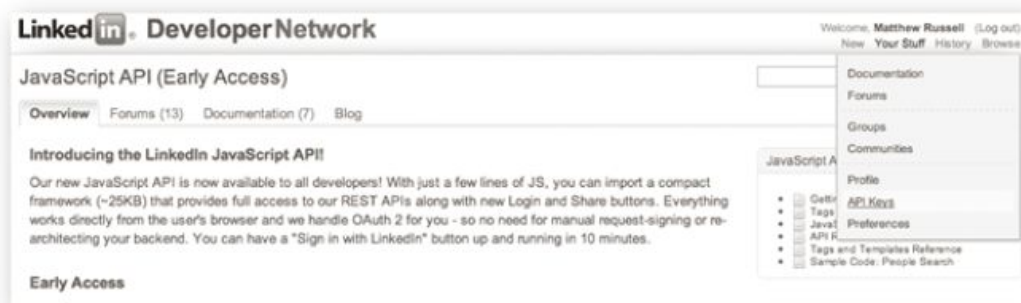 Linked in. DeveloperNetwork
Welcome, Matthew Russell (Log out)
New Your Stuff History Browse
JavaScript API (Early Access)
Documentation
Forums
Groups
Communities
Profile
API Keys
Preferences
Overview Forums (13) Documentation (7) Blog
Introducing the LinkedIn JavaScript API!
Our new JavaScript API is now available to all developers! With just a few lines of JS, you can import a compact
framework (~25KB) that provides full access to our REST APIs along with new Login and Share buttons. Everything
works directly from the user's browser and we handle OAuth 2 for you - so no need for manual request-signing or re-
architecting your backend. You can have a "Sign in with LinkedIn" button up and running in 10 minutes.
Early Access
JavaScript A
Tags
API R
Tags and Templates Reference
Sample Code: People Search